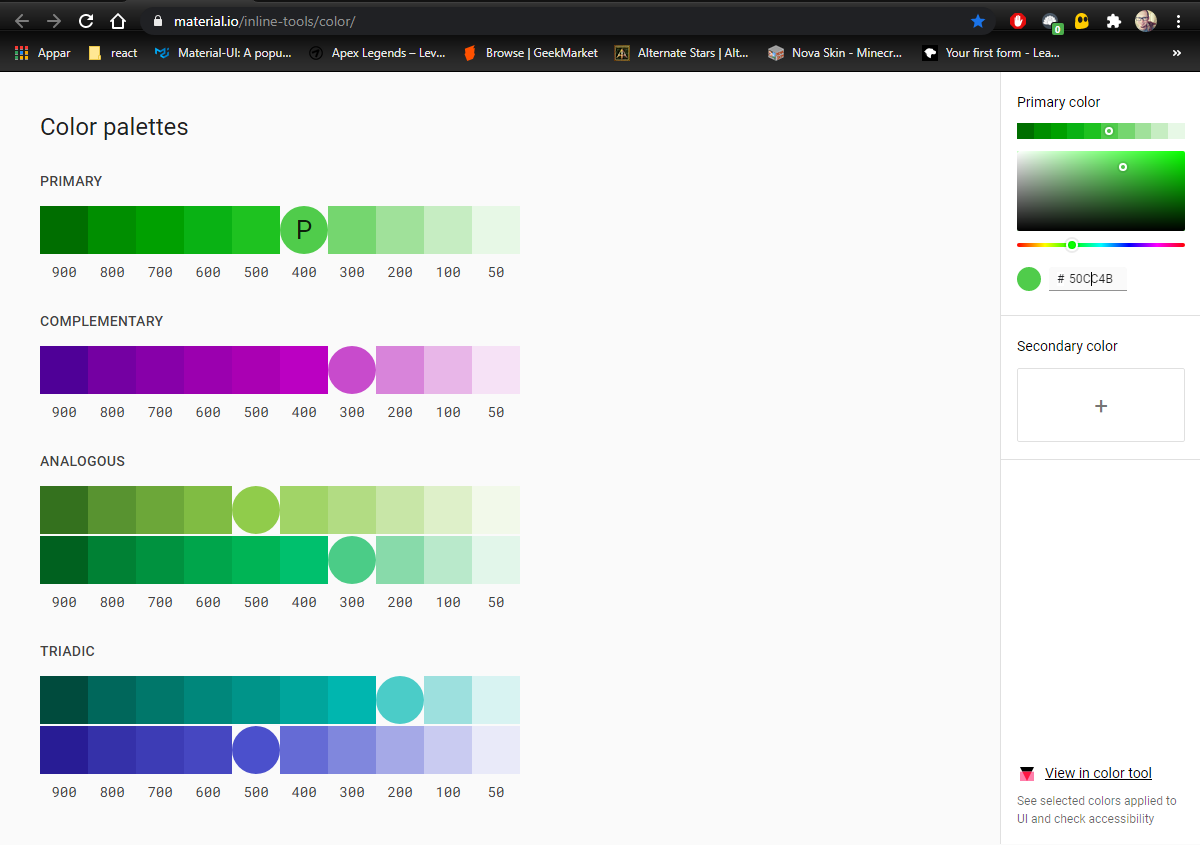 material.io/inline-tools/color/
0
Appar
react
Material-UI: A popu...
Apex Legends – Lev...
Browse | GeekMarket
Alternate Stars | Alt...
Nova Skin - Minecr...
Your first form - Lea...
»
Color palettes
PRIMARY
P
900 800 700 600 500 400 300 200 100 50
COMPLEMENTARY
900 800 700 600 500 400 300 200 100 50
ANALOGOUS
900 800 700 600 500 400 300 200 100 50
TRIADIC
900 800 700 600 500 400 300 200 100 50
Primary color
# 50CC4B
Secondary color
+
View in color tool
See selected colors applied to
UI and check accessibility